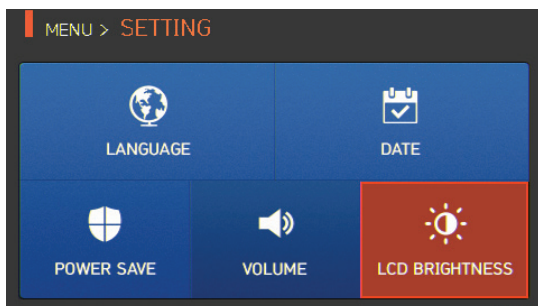 MENU > SETTING
LANGUAGE
DATE
POWER SAVE
VOLUME
LCD BRIGHTNESS